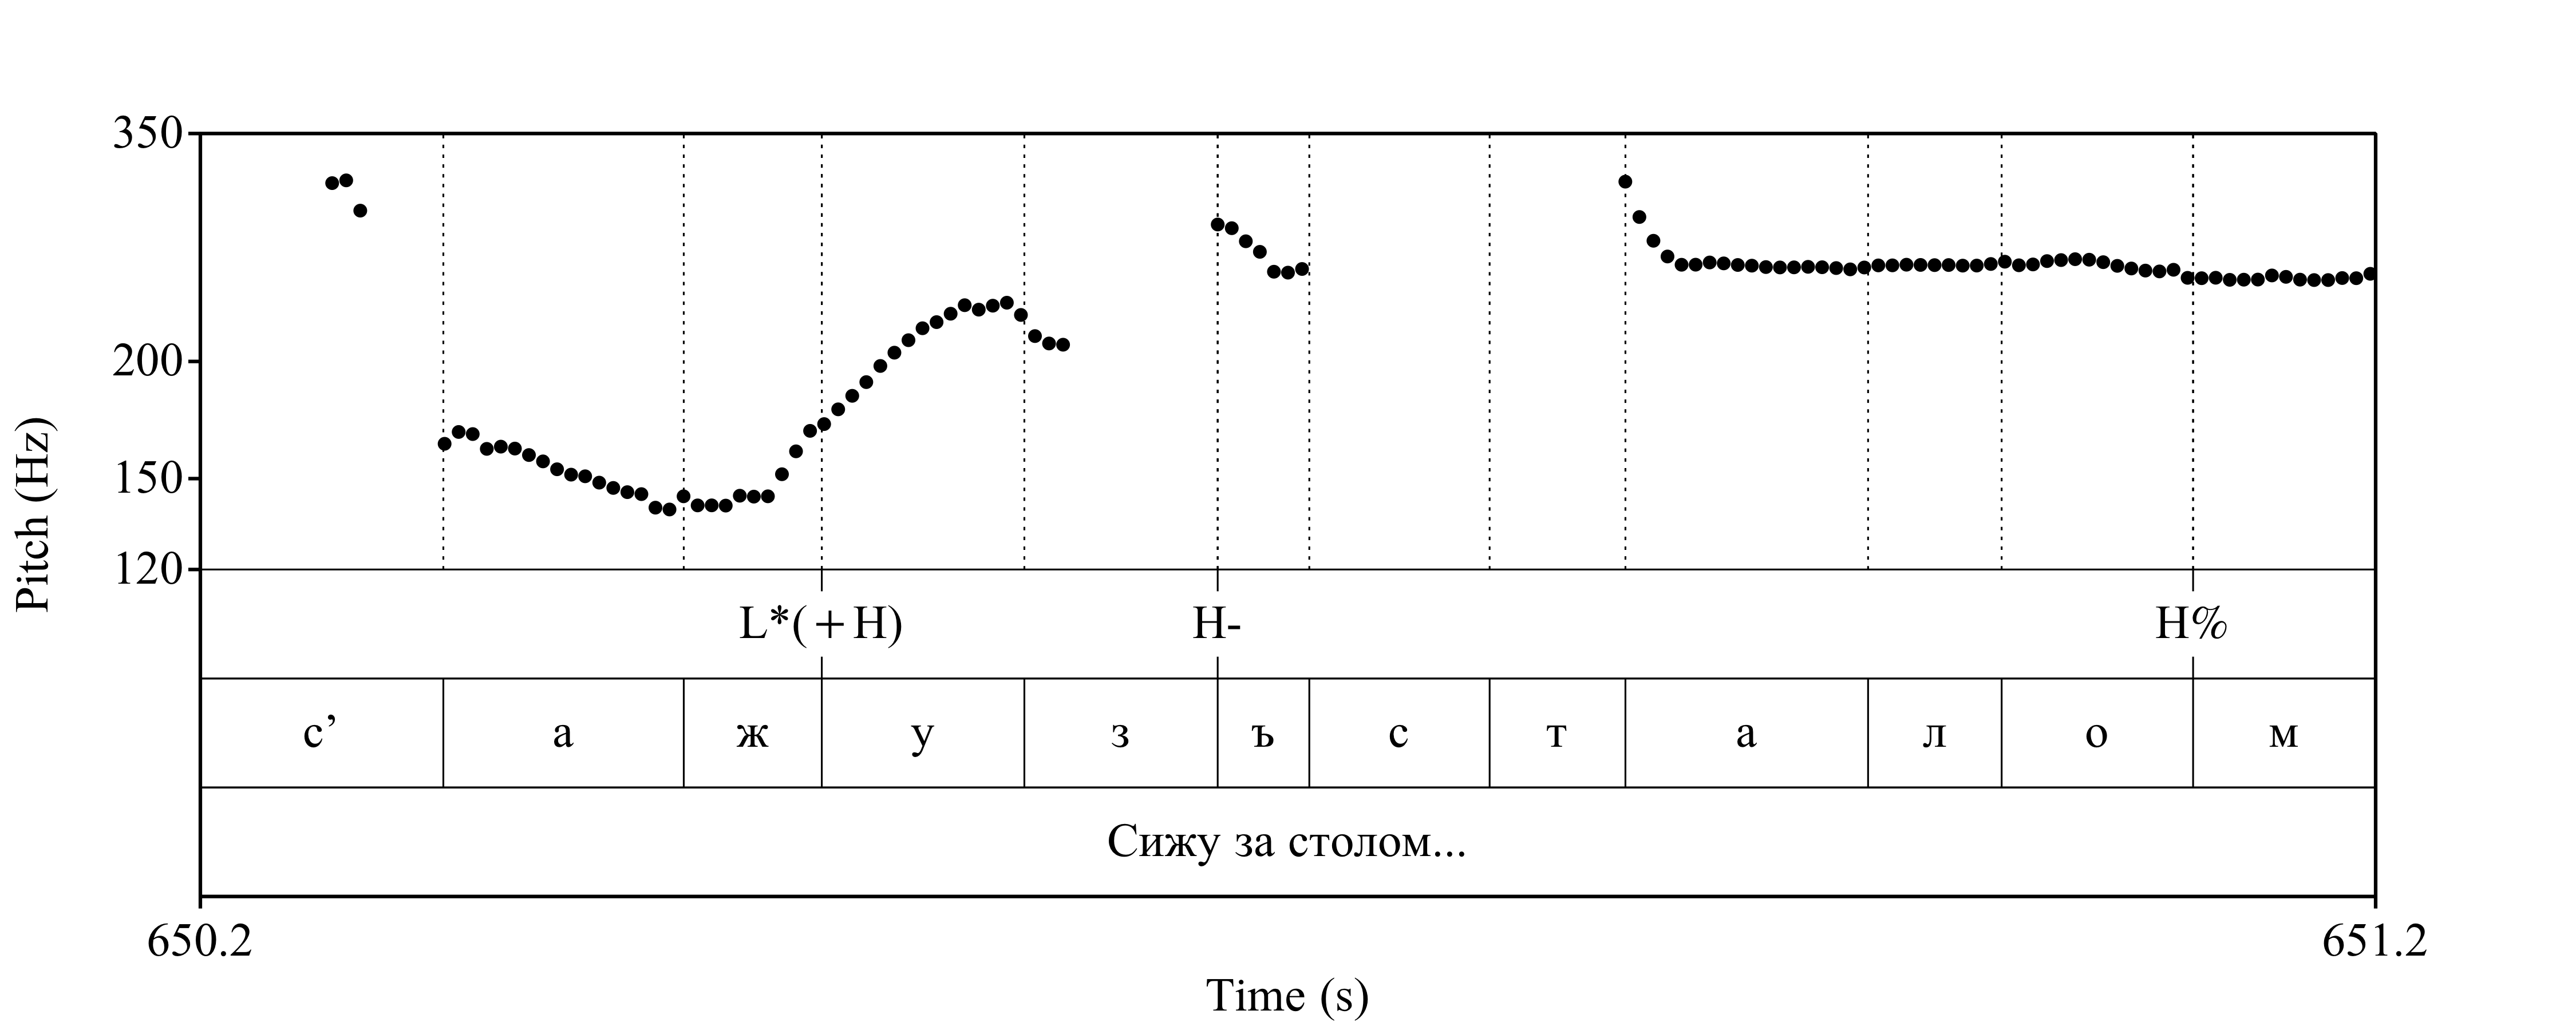 350
200
150
120
Pitch (Hz)
L*(+H) H- H%
с’ а ж у з ъ с т а л о м
Сижу за столом...
650.2 651.2
Time (s)